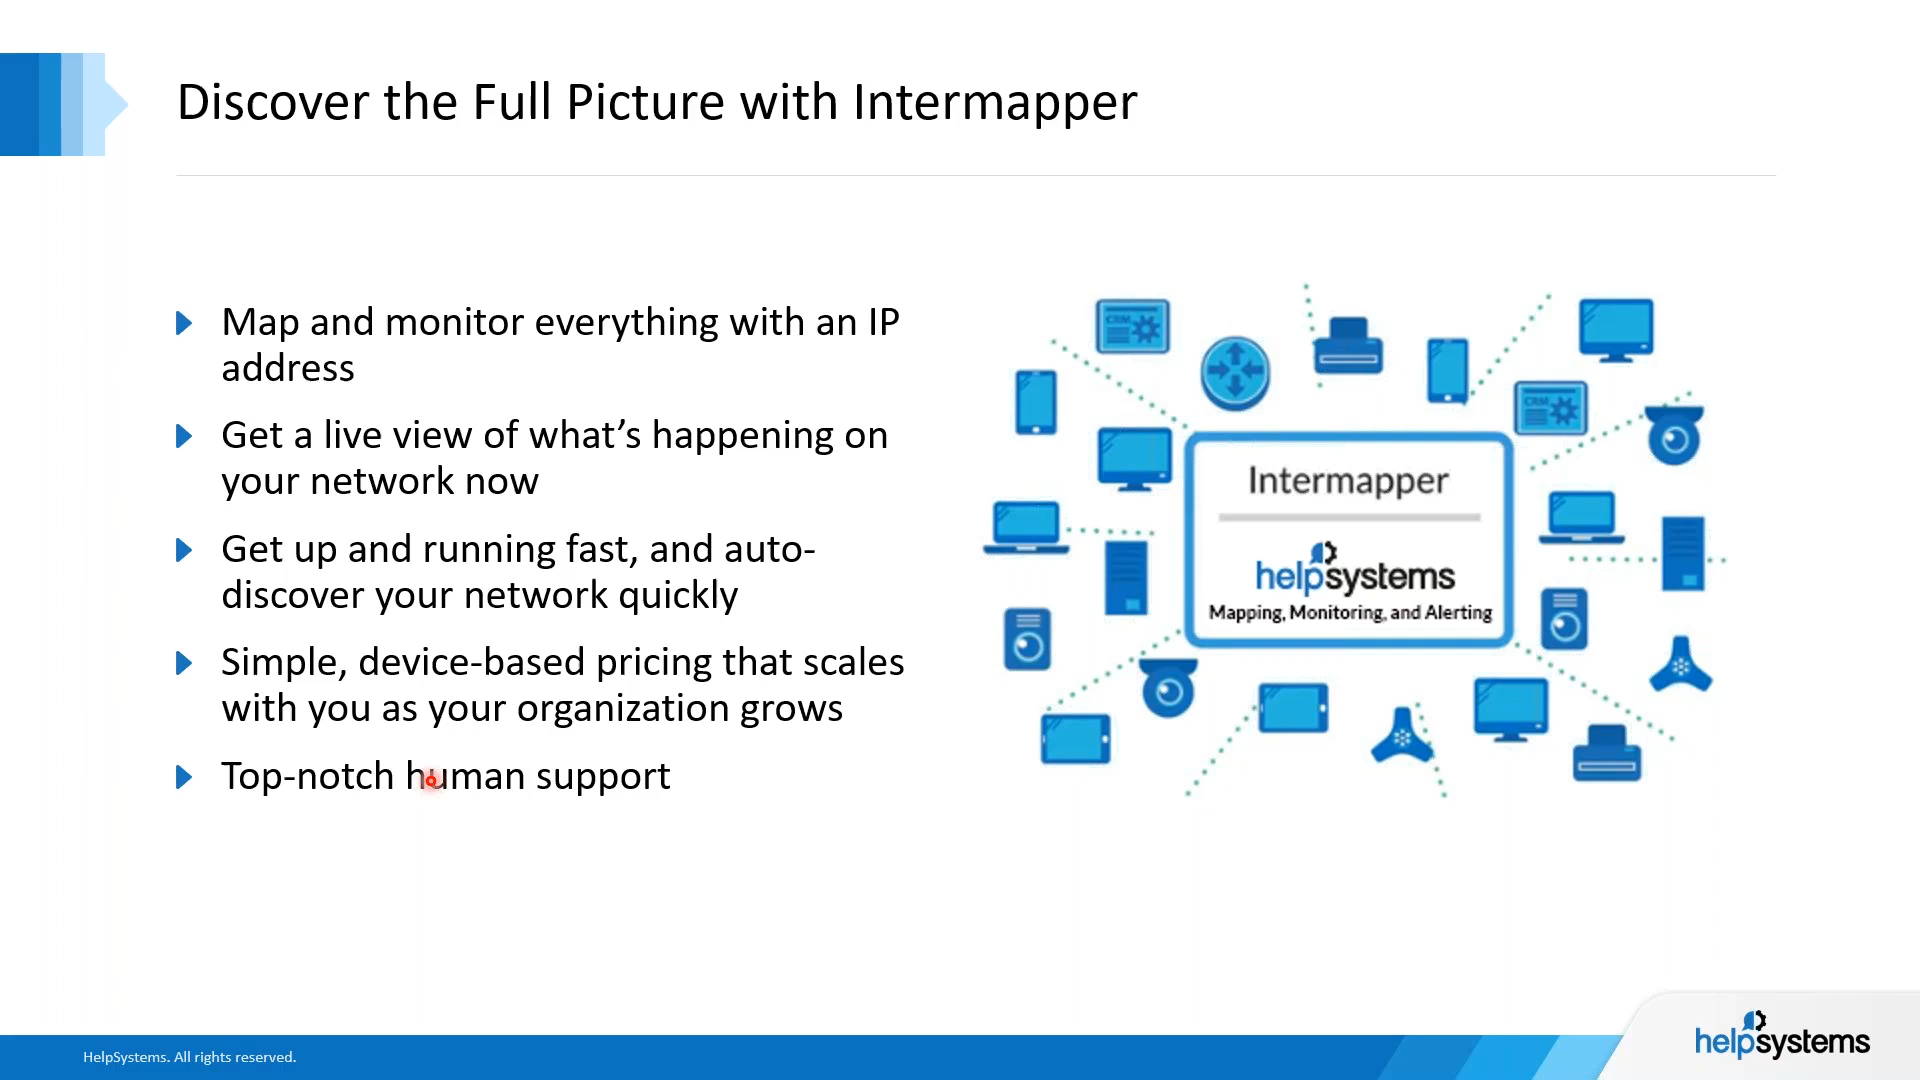 Discover the Full Picture with Intermapper
Map and monitor everything with an IP
address
Get a live view of what’s happening on
your network now
Get up and running fast, and auto-
discover your network quickly
Simple, device-based pricing that scales
with you as your organization grows
Top-notch human support
CRM
CRM
Intermapper
helpsystems
Mapping, Monitoring, and Alerting
HelpSystems. All rights reserved.
helpsystems